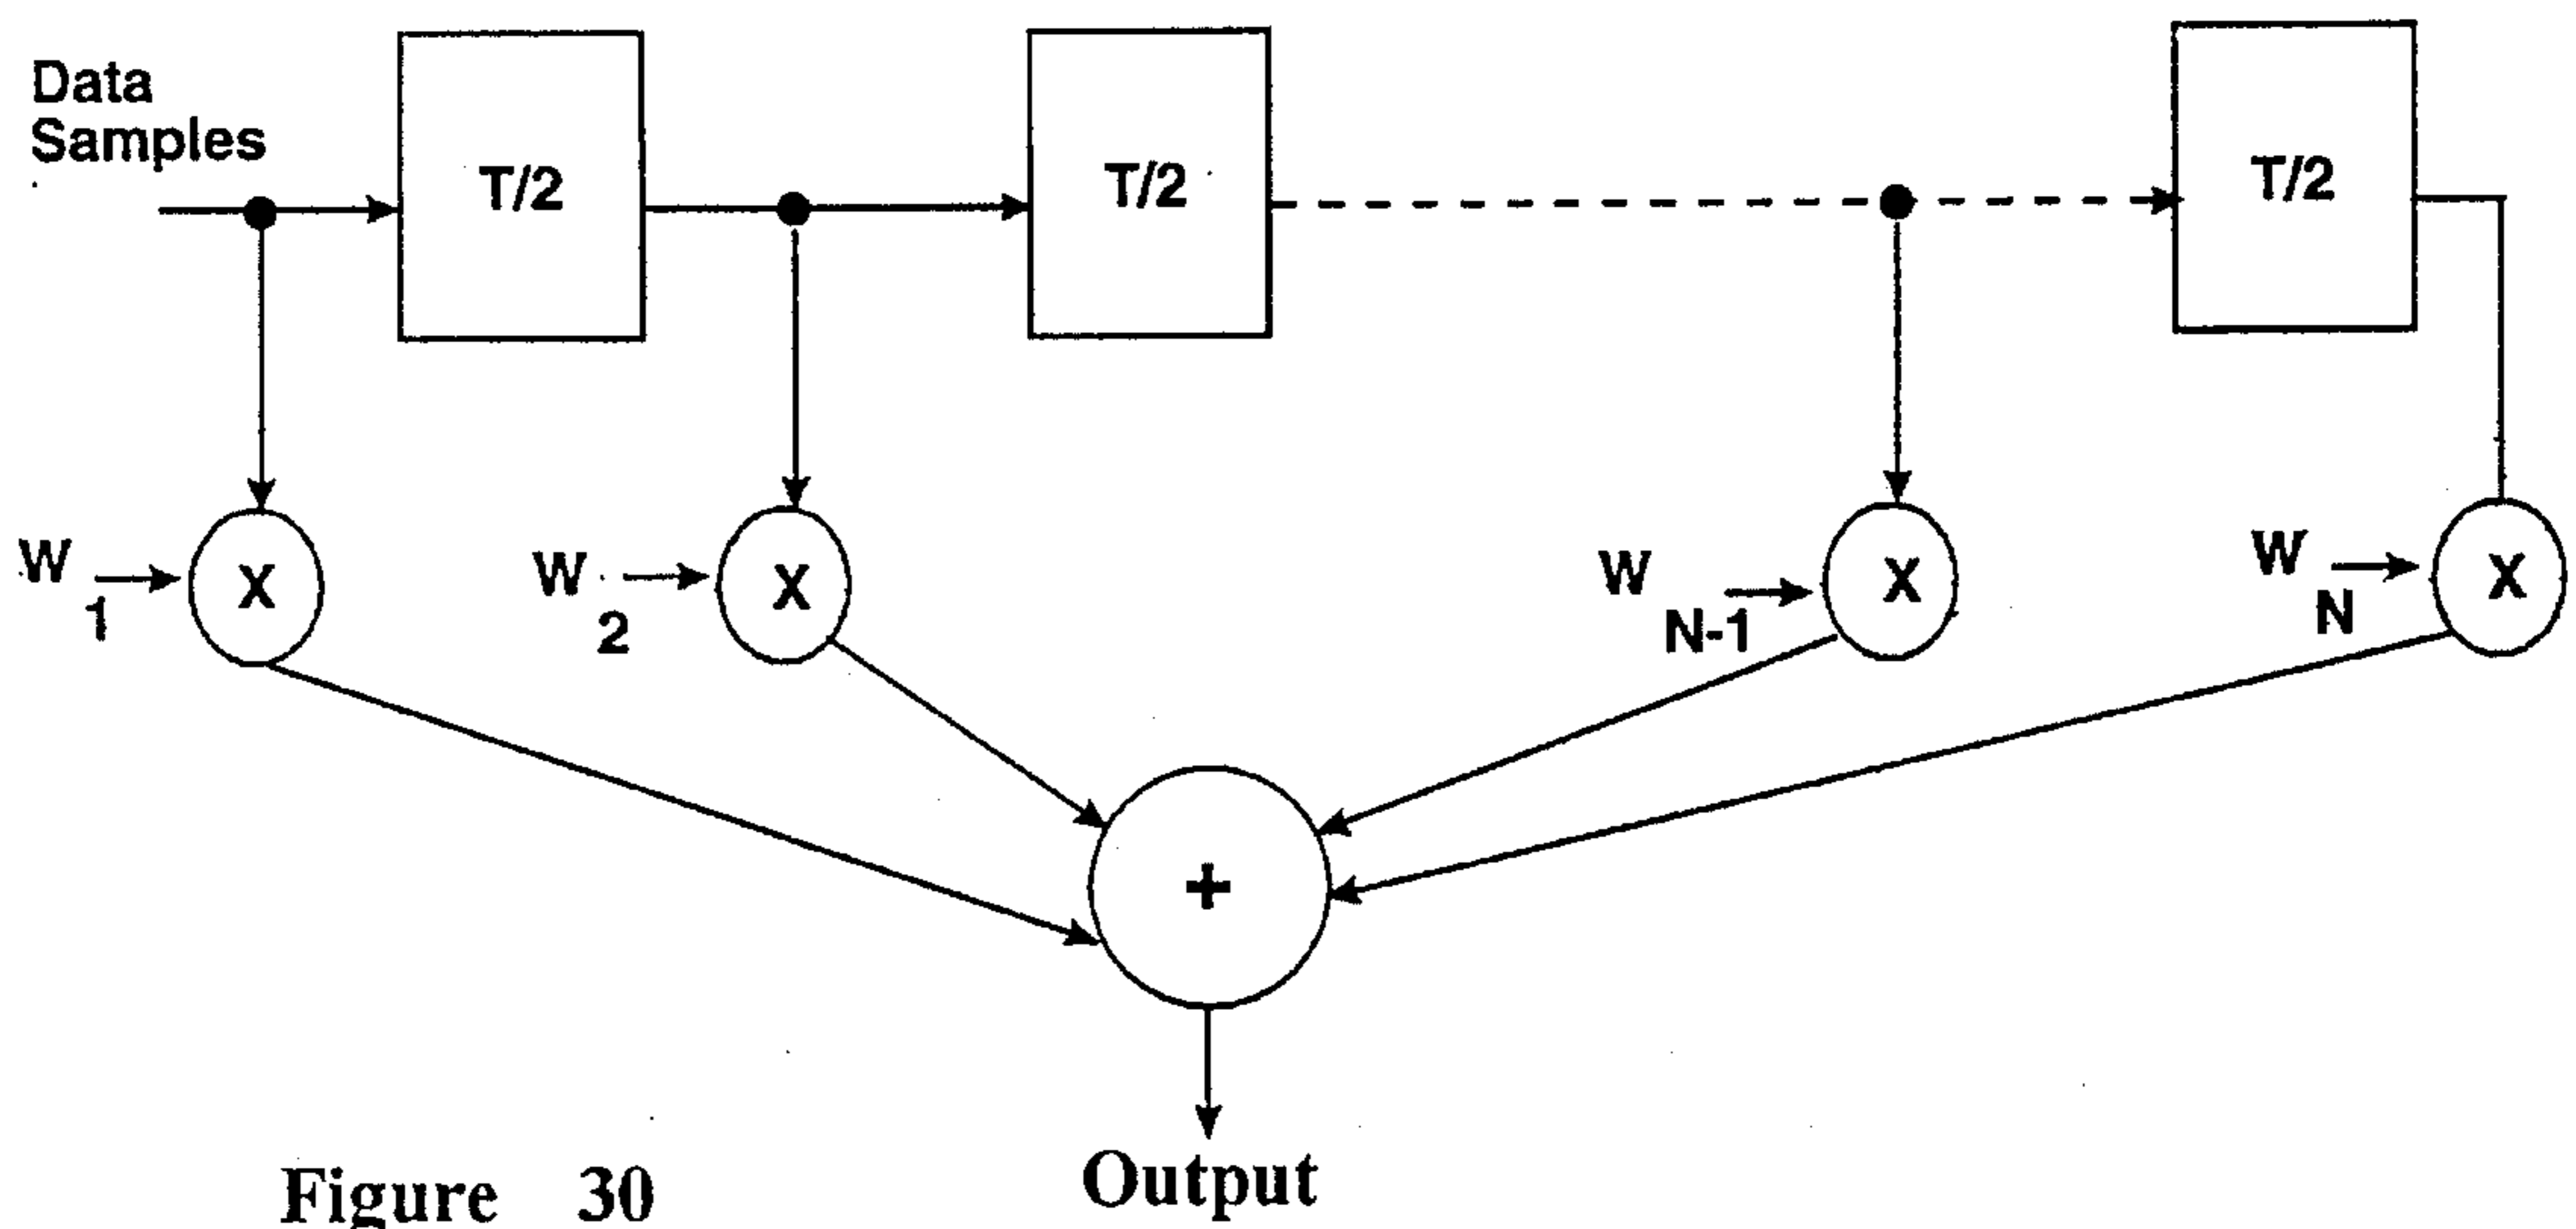 Data
Samples
T/2
T/2
T/2
W 1
X
W 2
X
W N-1
X
W N
X
+
Output
Figure 30